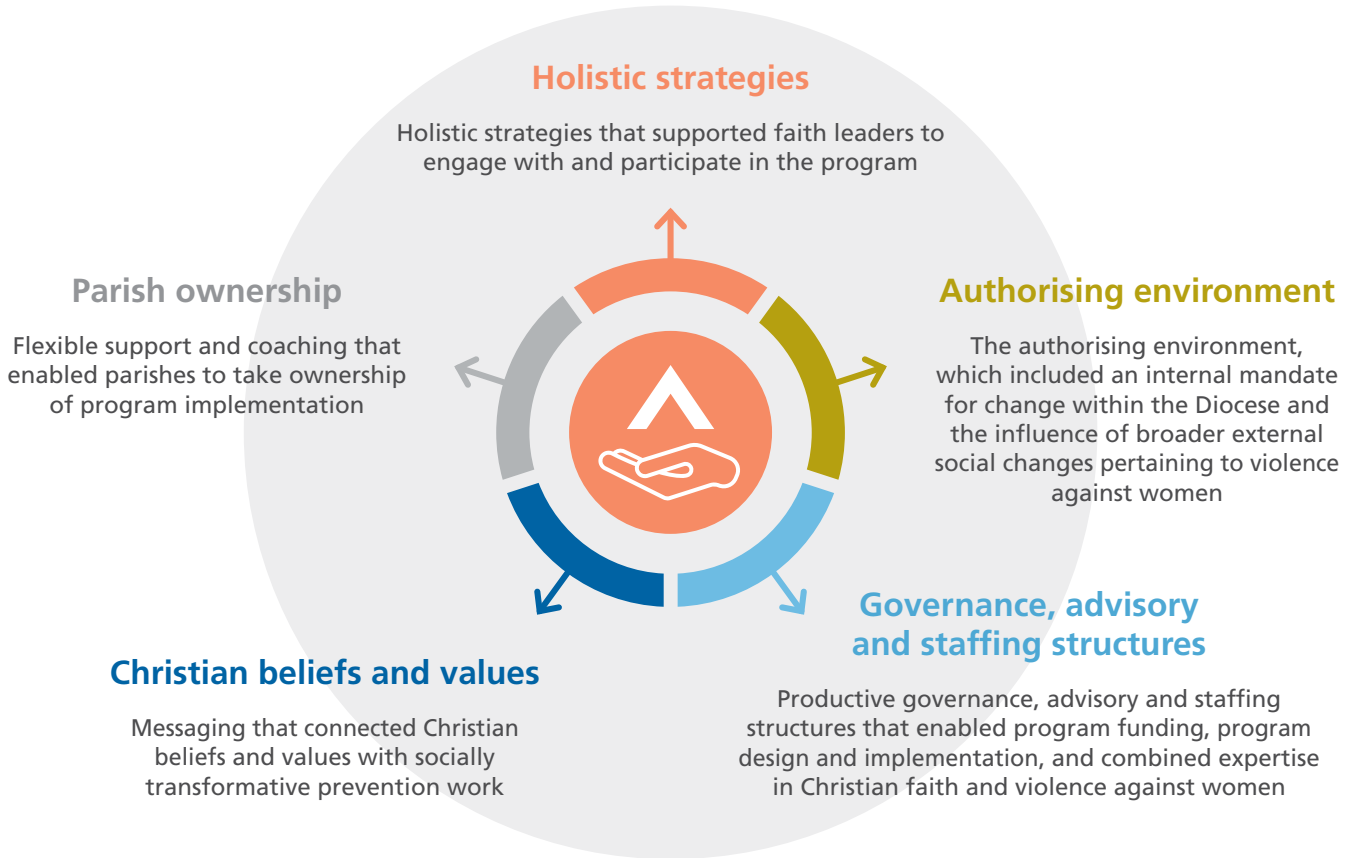 Holistic strategies
Holistic strategies that supported faith leaders to
engage with and participate in the program
Authorising environment
The authorising environment,
which included an internal mandate
for change within the Diocese and
the influence of broader external
social changes pertaining to violence
against women
Governance, advisory
and staffing structures
Productive governance, advisory and staffing
structures that enabled program funding, program
design and implementation, and combined expertise
in Christian faith and violence against women
Christian beliefs and values
Messaging that connected Christian
beliefs and values with socially
transformative prevention work
Parish ownership
Flexible support and coaching that
enabled parishes to take ownership
of program implementation